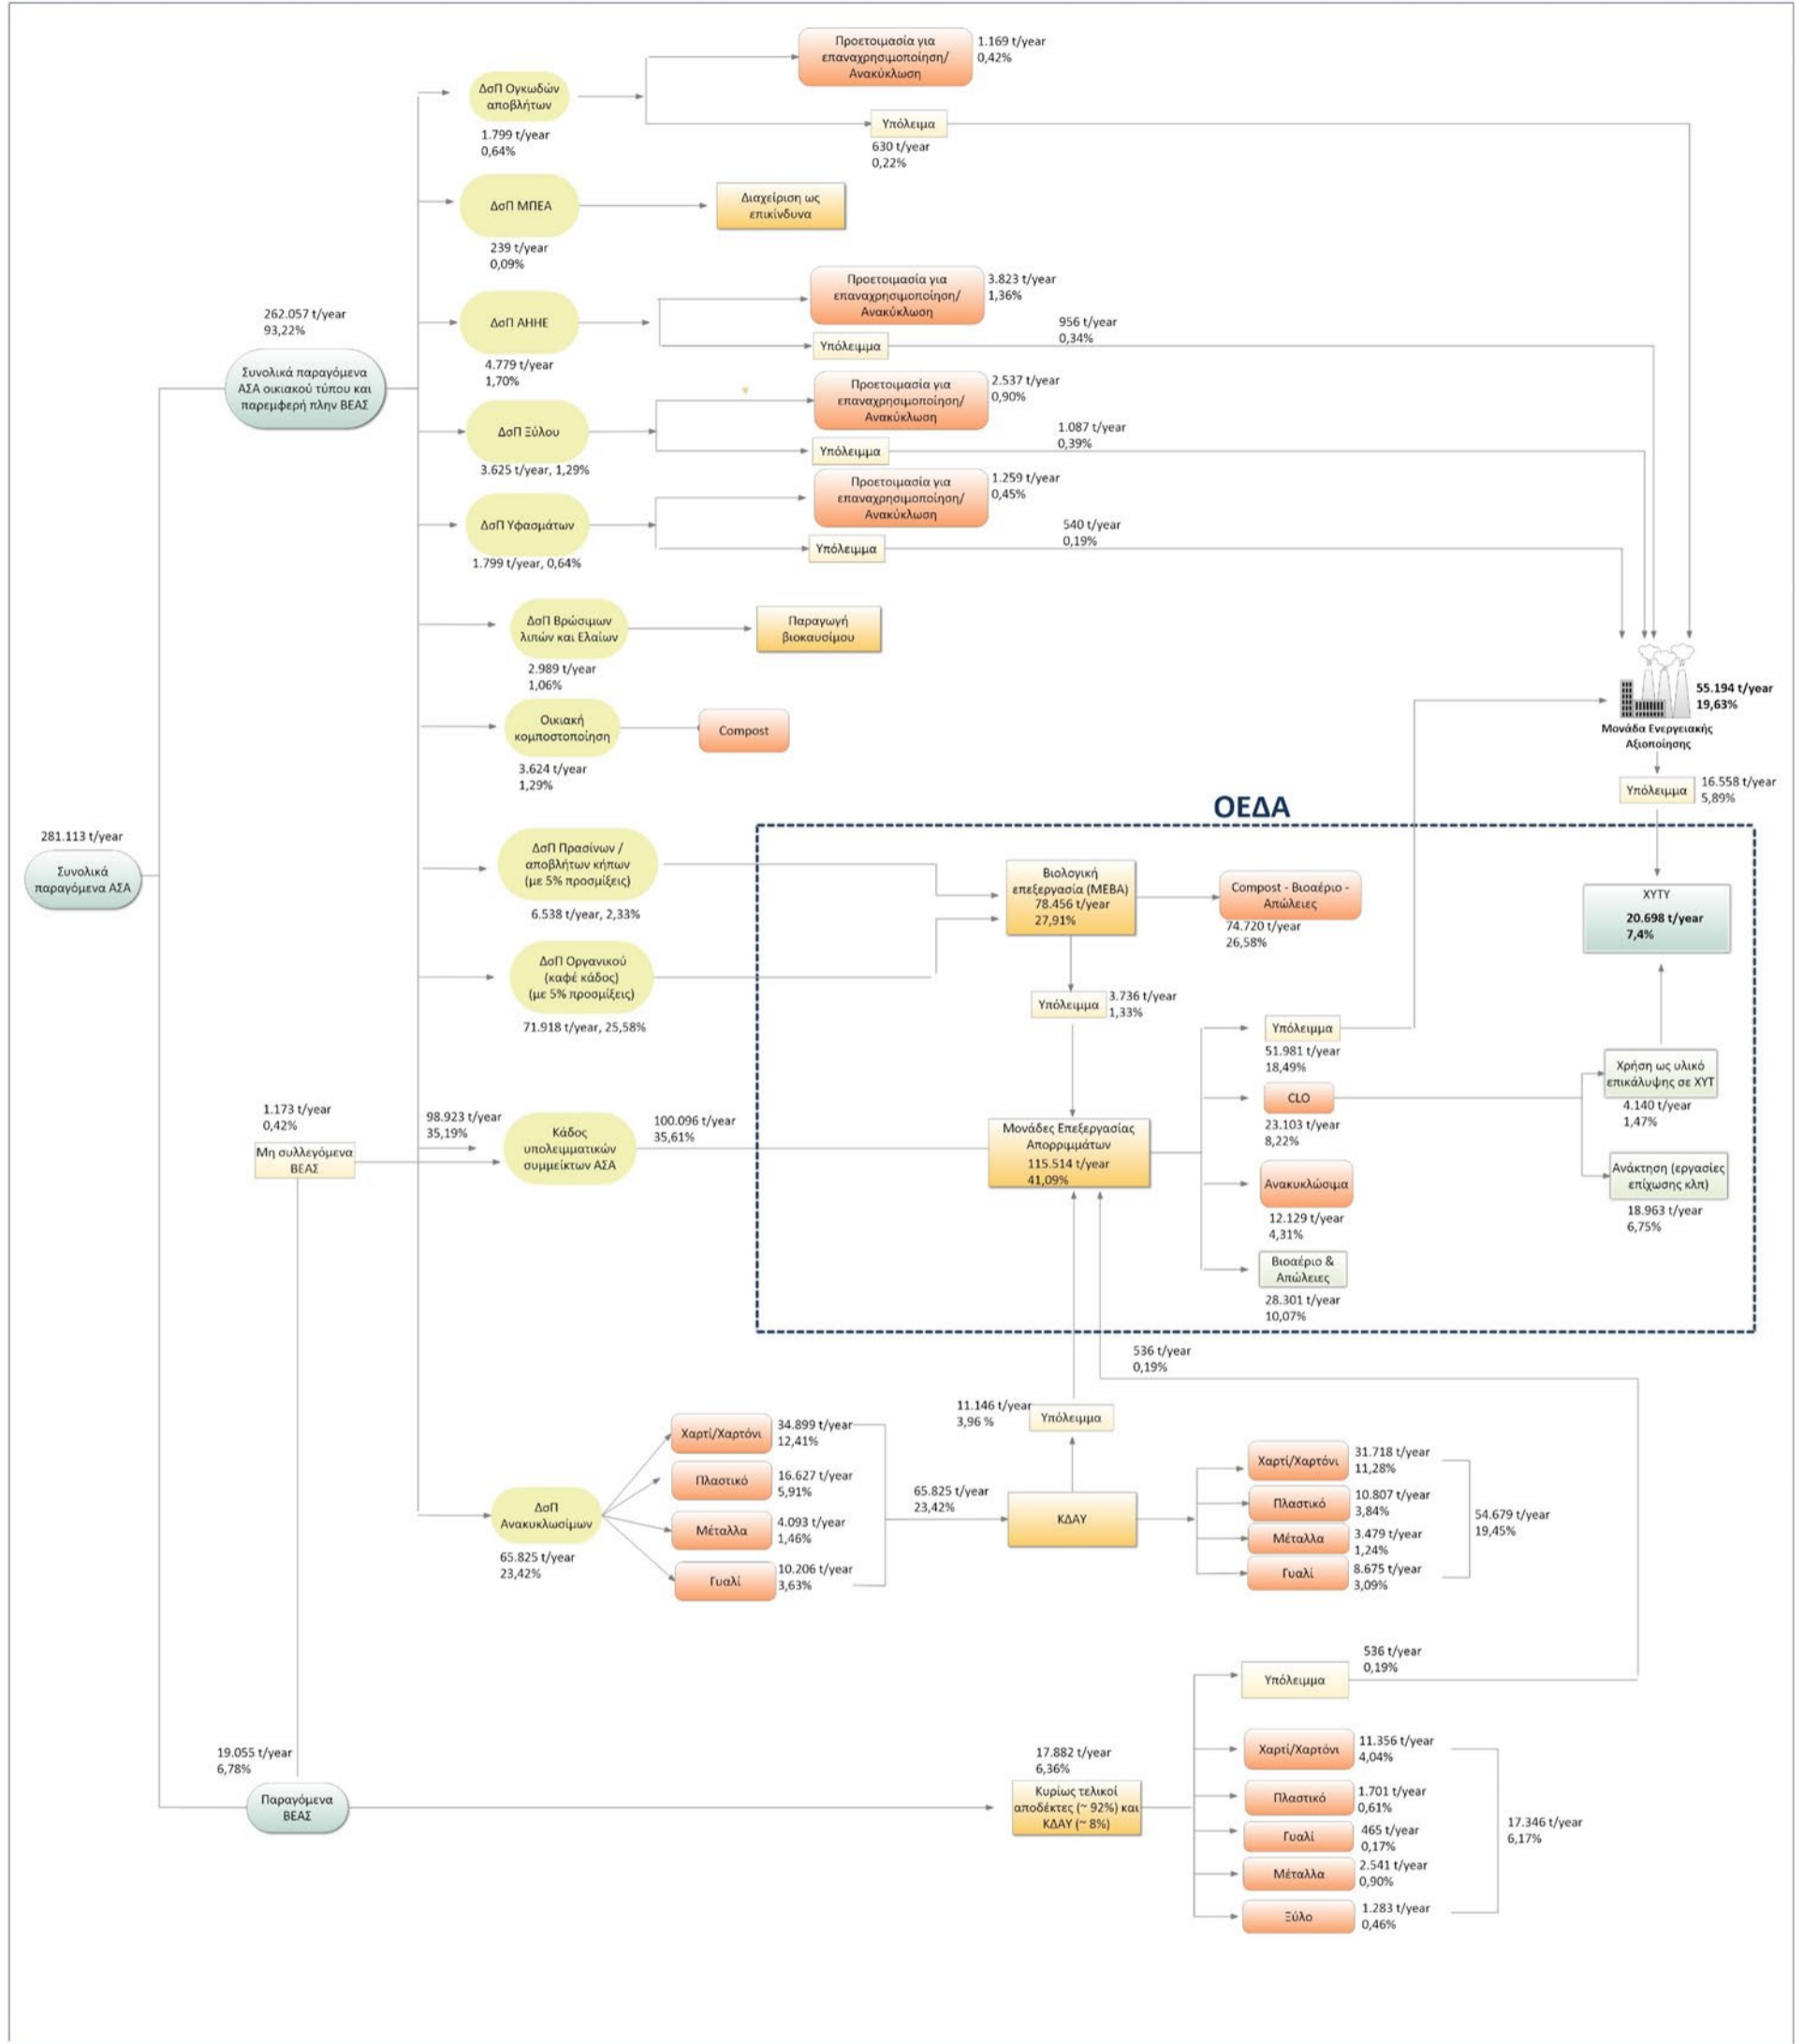 Προετοιμασία για
επαναχρησιμοποίηση/
Ανακύκλωση
1.169 t/year
0,42%
ΔσΠ Ογκωδών
αποβλήτων
1.799 t/year
0,64%
Υπόλειμα
630 t/year
0,22%
ΔσΠ ΜΠΕΑ
239 t/year
0,09%
Διαχείριση ως
επικίνδυνα
262.057 t/year
93,22%
Συνολικά παραγόμενα
ΑΣΑ οικιακού τύπου και
παρεμφερή πλην ΒΕΑΣ
ΔσΠ ΑΗΗΕ
4.779 t/year
1,70%
Προετοιμασία για
επαναχρησιμοποίηση/
Ανακύκλωση
3.823 t/year
1,36%
Υπόλειμμα
956 t/year
0,34%
ΔσΠ Ξύλου
3.625 t/year, 1,29%
Προετοιμασία για
επαναχρησιμοποίηση/
Ανακύκλωση
2.537 t/year
0,90%
Υπόλειμμα
1.087 t/year
0,39%
ΔσΠ Υφασμάτων
1.799 t/year, 0,64%
Προετοιμασία για
επαναχρησιμοποίηση/
Ανακύκλωση
1.259 t/year
0,45%
Υπόλειμμα
540 t/year
0,19%
ΔσΠ Βρώσιμων
λιπών και Ελαίων
2.989 t/year
1,06%
Παραγωγή
βιοκαυσίμου
Οικιακή
κομποστοποίηση
3.624 t/year
1,29%
Compost
55.194 t/year
19,63%
Μονάδα Ενεργειακής
Αξιοποίησης
Υπόλειμμα
16.558 t/year
5,89%
ΟΕΔΑ
281.113 t/year
Συνολικά
παραγόμενα ΑΣΑ
ΔσΠ Πρασίνων /
αποβλήτων κήπων
(με 5% προσμίξεις)
6.538 t/year, 2,33%
Βιολογική
επεξεργασία (ΜΕΒΑ)
78.456 t/year
27,91%
Compost - Βιοαέριο -
Απώλειες
74.720 t/year
26,58%
ΧΥΤΥ
20.698 t/year
7,4%
ΔσΠ Οργανικού
(καφέ κάδος)
(με 5% προσμίξεις)
71.918 t/year, 25,58%
Υπόλειμμα
3.736 t/year
1,33%
Υπόλειμμα
51.981 t/year
18,49%
CLO
23.103 t/year
8,22%
Χρήση ως υλικό
επικάλυψης σε ΧΥΤ
4.140 t/year
1,47%
1.173 t/year
0,42%
Μη συλλεγόμενα
ΒΕΑΣ
98.923 t/year
35,19%
Κάδος
υπολειμματικών
συμμείκτων ΑΣΑ
100.096 t/year
35,61%
Μονάδες Επεξεργασίας
Απορριμμάτων
115.514 t/year
41,09%
Ανακυκλώσιμα
12.129 t/year
4,31%
Ανάκτηση (εργασίες
επίχωσης κλπ)
18.963 t/year
6,75%
Βιοαέριο &
Απώλειες
28.301 t/year
10,07%
536 t/year
0,19%
11.146 t/year
3,96 %
Υπόλειμμα
ΔσΠ
Ανακυκλωσίμων
65.825 t/year
23,42%
Χαρτί/Χαρτόνι
34.899 t/year
12,41%
Πλαστικό
16.627 t/year
5,91%
Μέταλλα
4.093 t/year
1,46%
Γυαλί
10.206 t/year
3,63%
65.825 t/year
23,42%
ΚΔΑΥ
Χαρτί/Χαρτόνι
31.718 t/year
11,28%
Πλαστικό
10.807 t/year
3,84%
Μέταλλα
3.479 t/year
1,24%
Γυαλί
8.675 t/year
3,09%
54.679 t/year
19,45%
Υπόλειμμα
536 t/year
0,19%
19.055 t/year
6,78%
Παραγόμενα
ΒΕΑΣ
17.882 t/year
6,36%
Κυρίως τελικοί
αποδέκτες (~ 92%) και
ΚΔΑΥ (~ 8%)
Χαρτί/Χαρτόνι
11.356 t/year
4,04%
Πλαστικό
1.701 t/year
0,61%
Γυαλί
465 t/year
0,17%
Μέταλλα
2.541 t/year
0,90%
Ξύλο
1.283 t/year
0,46%
17.346 t/year
6,17%